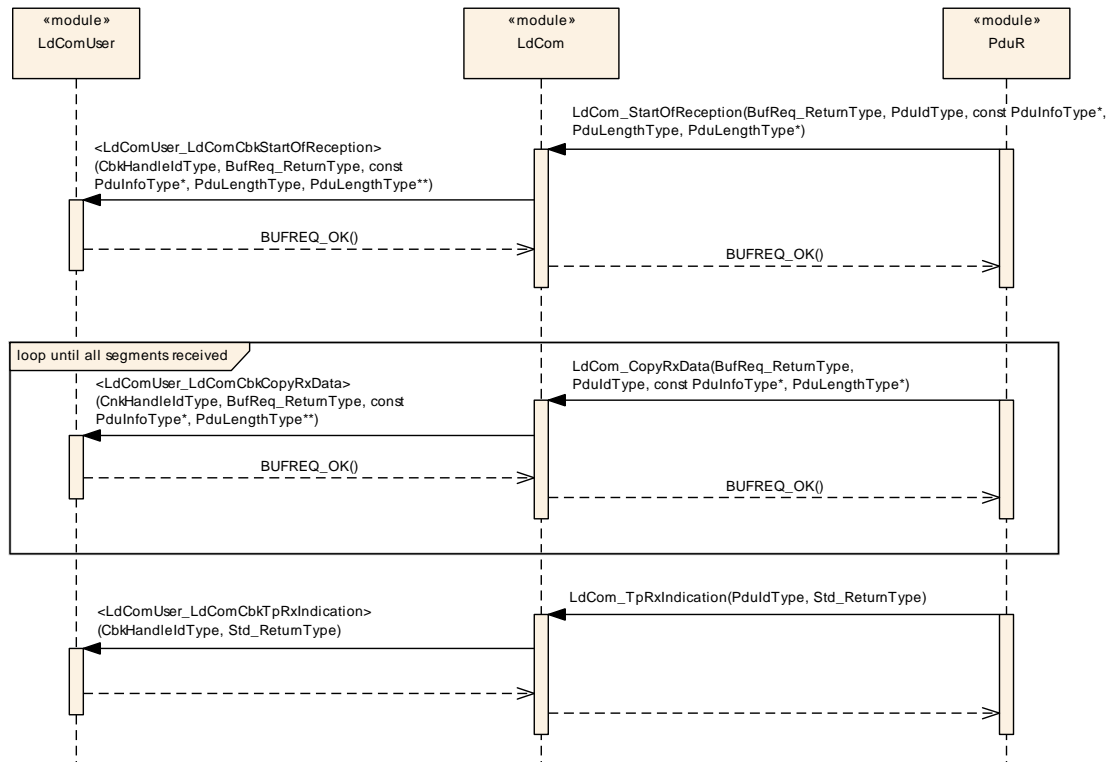 «module»
LdComUser
«module»
LdCom
«module»
PduR
LdCom_StartOfReception(BufReq_ReturnType, PduIdType, const PduInfoType*,
PduLengthType, PduLengthType*)
<LdComUser_LdComCbkStartOfReception>
(CbkHandleIdType, BufReq_ReturnType, const
PduInfoType*, PduLengthType, PduLengthType**)
BUFREQ_OK()
BUFREQ_OK()
loop until all segments received
LdCom_CopyRxData(BufReq_ReturnType,
PduIdType, const PduInfoType*, PduLengthType*)
<LdComUser_LdComCbkCopyRxData>
(CnkHandleIdType, BufReq_ReturnType, const
PduInfoType*, PduLengthType**)
BUFREQ_OK()
BUFREQ_OK()
LdCom_TpRxIndication(PduIdType, Std_ReturnType)
<LdComUser_LdComCbkTpRxIndication>
(CbkHandleIdType, Std_ReturnType)